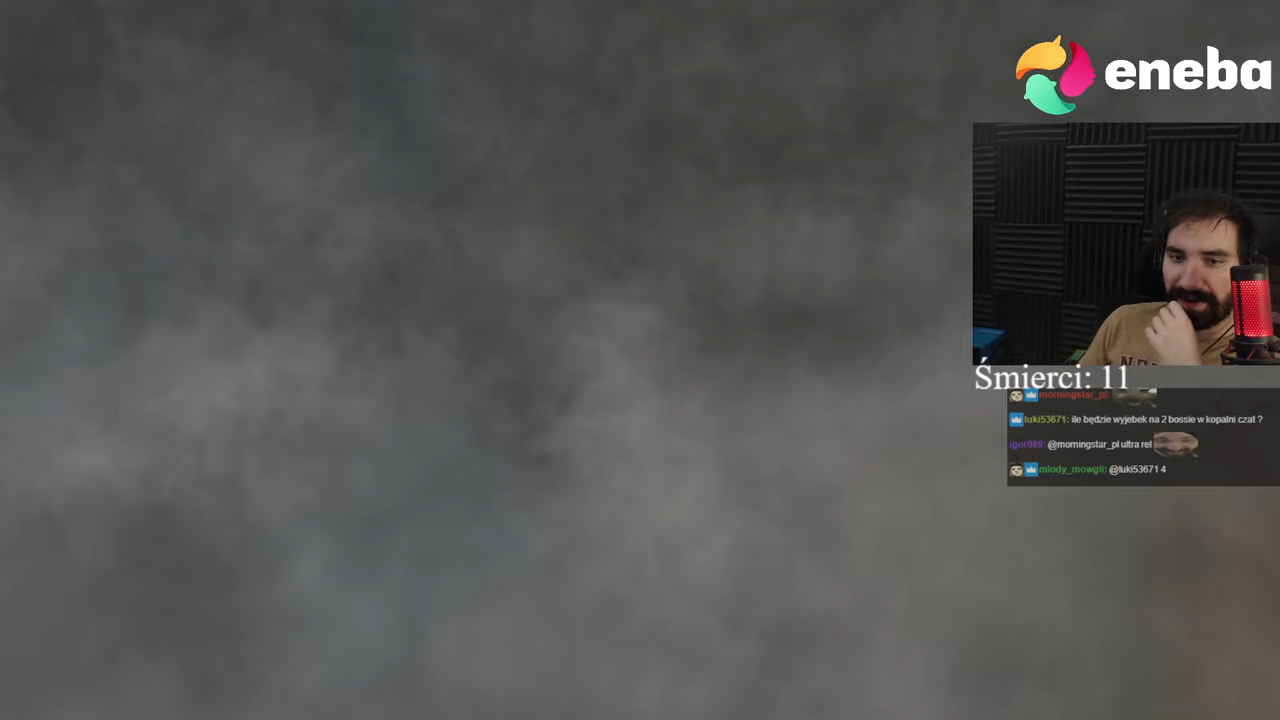 eneba
Śmierci: 11
morningstar_pl:
luki53671: ile będzie wyjebek na 2 bossie w kopalni czat ?
igor089: @morningstar_pl ultra rel
mlody_mowgli: @luki53671 4